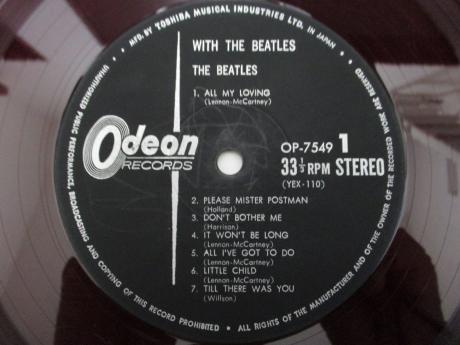 MFD. BY TOSHIBA MUSICAL INDUSTRIES LTD. IN JAPAN • ALL RIGHTS OF THE MANUFACTURER AND OF THE OWNER OF THE RECORDED WORK ARE RESERVED
UNAUTHORIZED PUBLIC PERFORMANCE, BROADCASTING AND COPYING OF THIS RECORD PROHIBITED •
WITH THE BEATLES
THE BEATLES
1. ALL MY LOVING
(Lennon-McCartney)
Odeon
RECORDS
OP-7549 1
33 1/3 RPM STEREO
(YEX-110)
2. PLEASE MISTER POSTMAN
(Holland)
3. DON'T BOTHER ME
(Harrison)
4. IT WON'T BE LONG
(Lennon-McCartney)
5. ALL I'VE GOT TO DO
(Lennon-McCartney)
6. LITTLE CHILD
(Lennon-McCartney)
7. TILL THERE WAS YOU
(Willson)